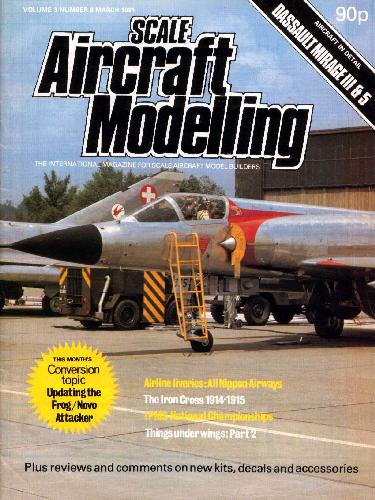 VOLUME 3 NUMBER 6 MARCH 1981
90p
AIRCRAFT IN DETAIL
DASSAULT MIRAGE III & 5
SCALE
Aircraft
Modelling
THE INTERNATIONAL MAGAZINE FOR SCALE AIRCRAFT MODEL BUILDERS
THIS MONTH'S
Conversion
topic
Updating the
Frog/Novo
Attacker
Airline liveries: All Nippon Airways
The Iron Cross 1914-1915
IPMS National Championships
Things under wings: Part 2
Plus reviews and comments on new kits, decals and accessories